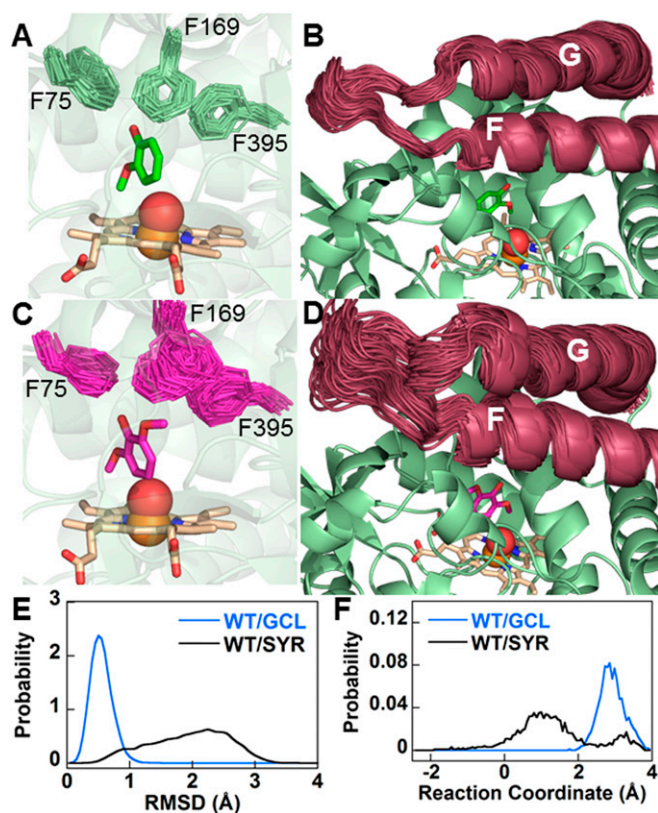 A
F169
F75
F395
B
G
F
C
F169
F75
F395
D
G
F
E
3
2
1
0
Probability
WT/GCL
WT/SYR
0 1 2 3 4
RMSD (Å)
F
0.12
0.08
0.04
0
Probability
WT/GCL
WT/SYR
-2 0 2 4
Reaction Coordinate (Å)